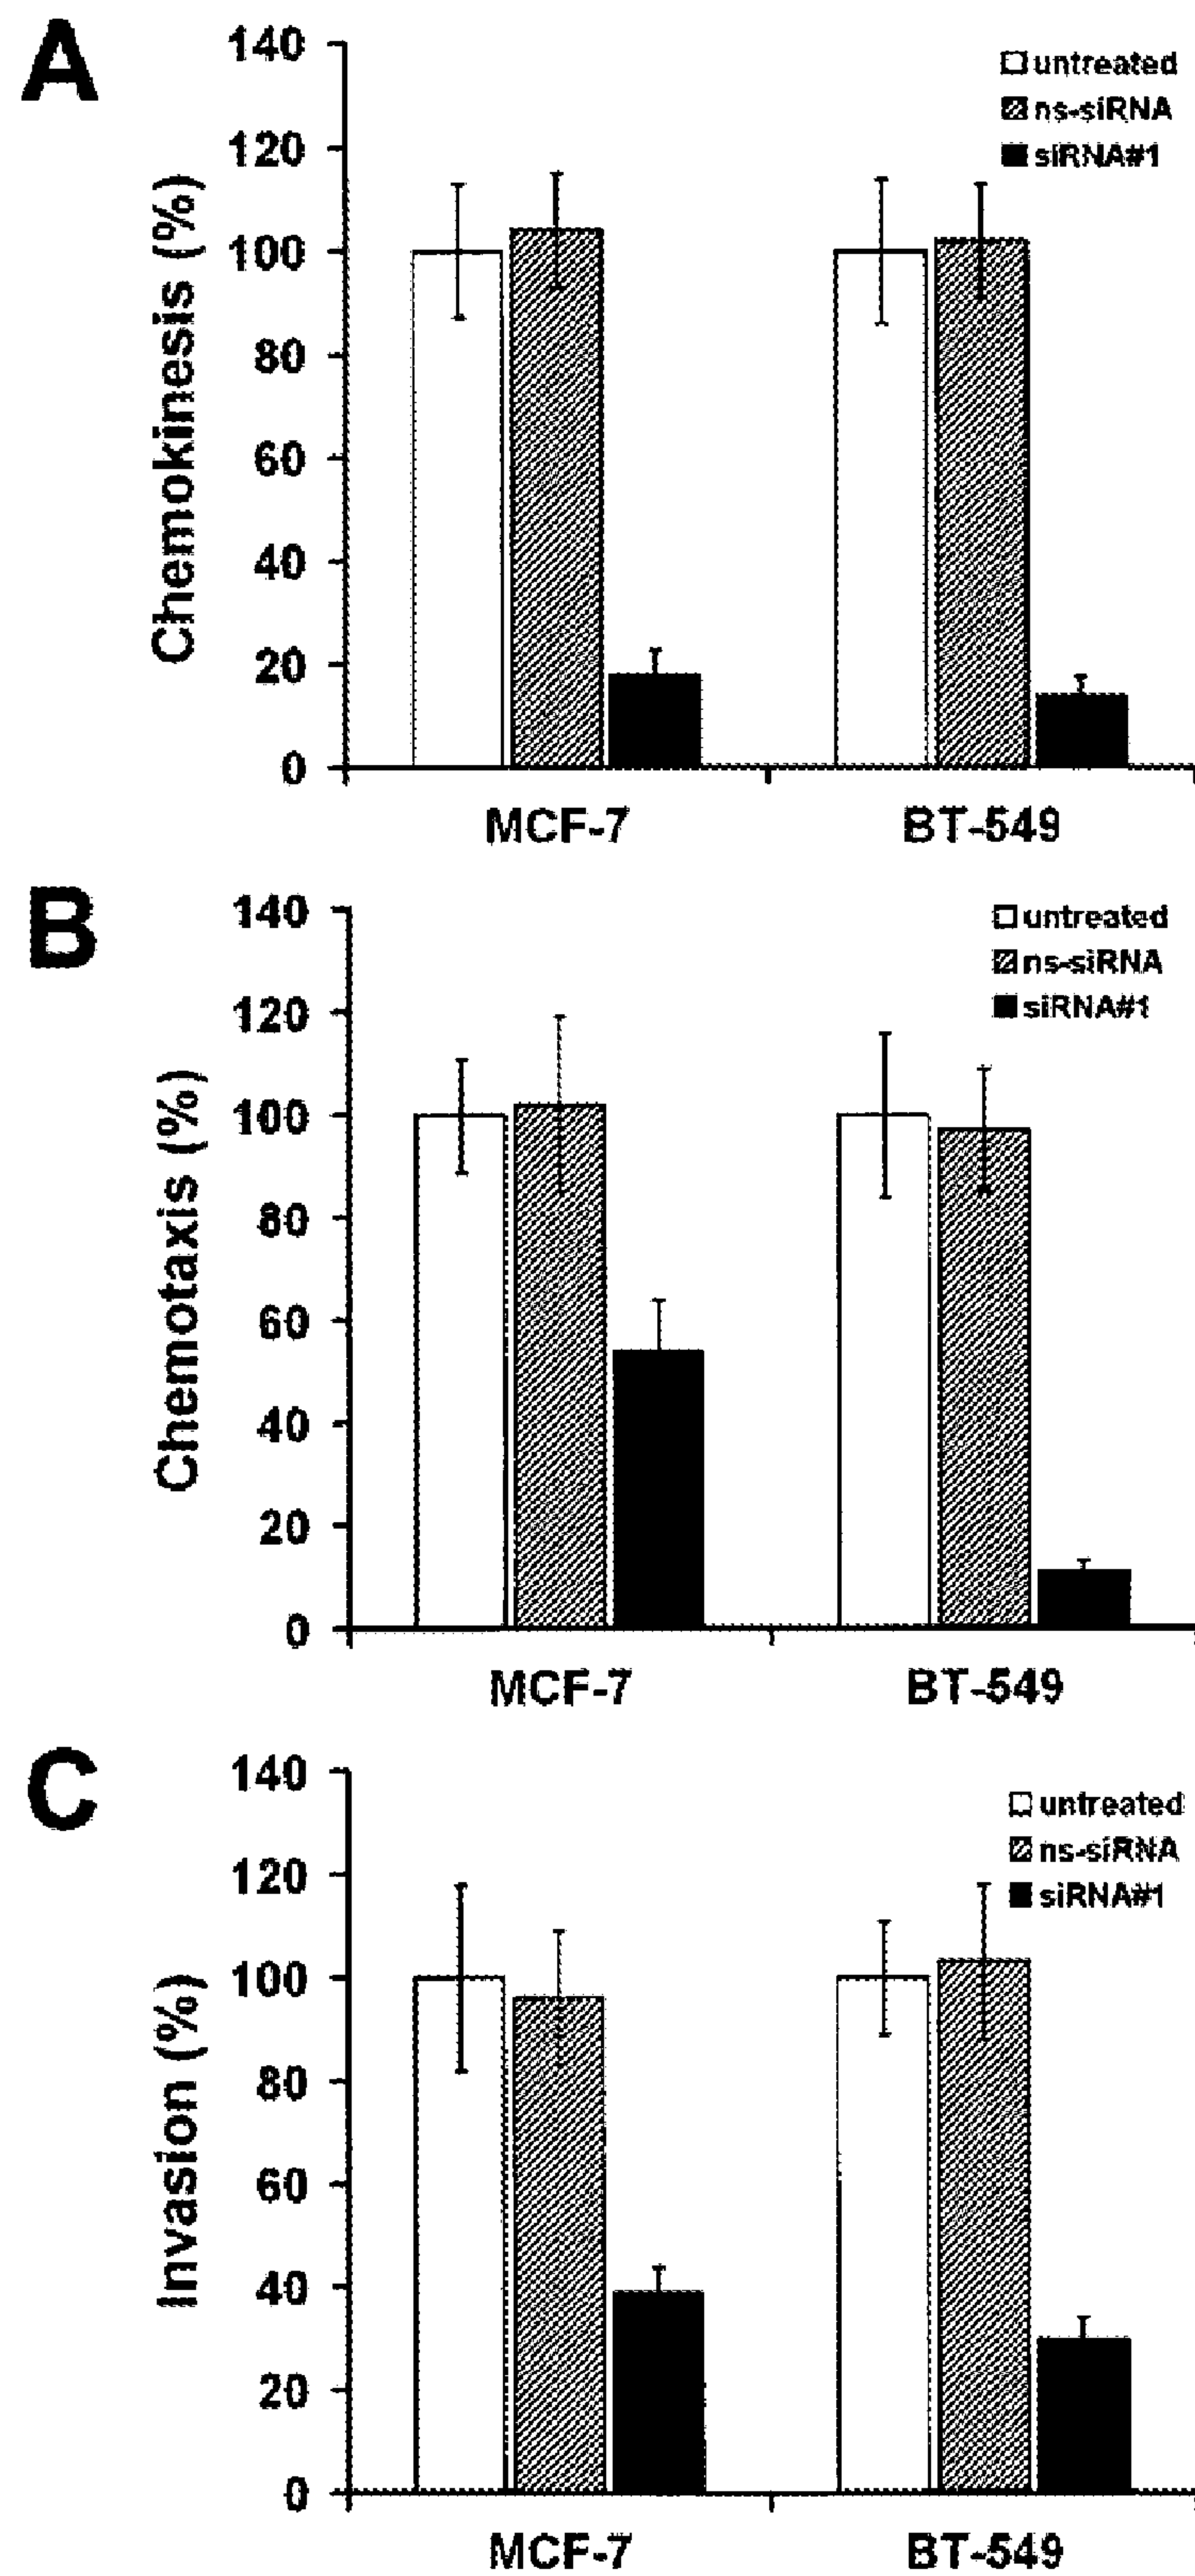 A
140
120
100
80
60
40
20
0
Chemokinesis (%)
untreated
ns-siRNA
siRNA#1
MCF-7
BT-549
B
140
120
100
80
60
40
20
0
Chemotaxis (%)
untreated
ns-siRNA
siRNA#1
MCF-7
BT-549
C
140
120
100
80
60
40
20
0
Invasion (%)
untreated
ns-siRNA
siRNA#1
MCF-7
BT-549